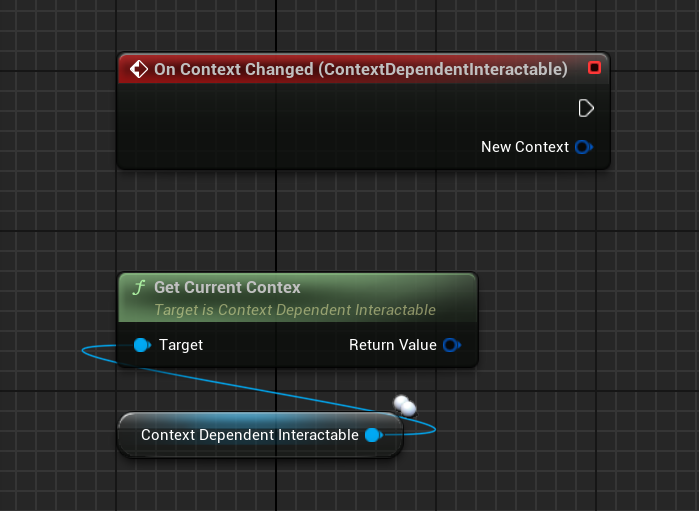 On Context Changed (ContextDependentInteractable)
New Context
Get Current Contex
Target is Context Dependent Interactable
Target
Return Value
Context Dependent Interactable